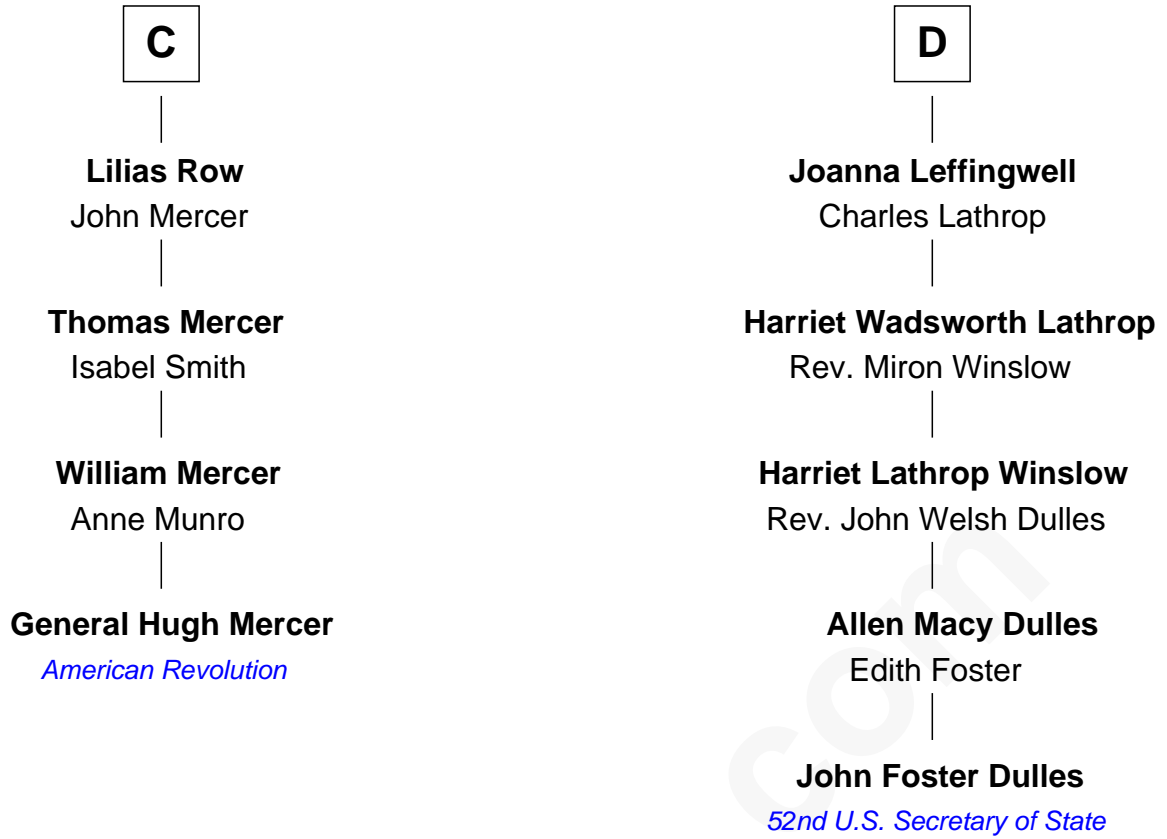 C
Lilias Row
John Mercer
Thomas Mercer
Isabel Smith
William Mercer
Anne Munro
General Hugh Mercer
American Revolution
D
Joanna Leffingwell
Charles Lathrop
Harriet Wadsworth Lathrop
Rev. Miron Winslow
Harriet Lathrop Winslow
Rev. John Welsh Dulles
Allen Macy Dulles
Edith Foster
John Foster Dulles
52nd U.S. Secretary of State
com